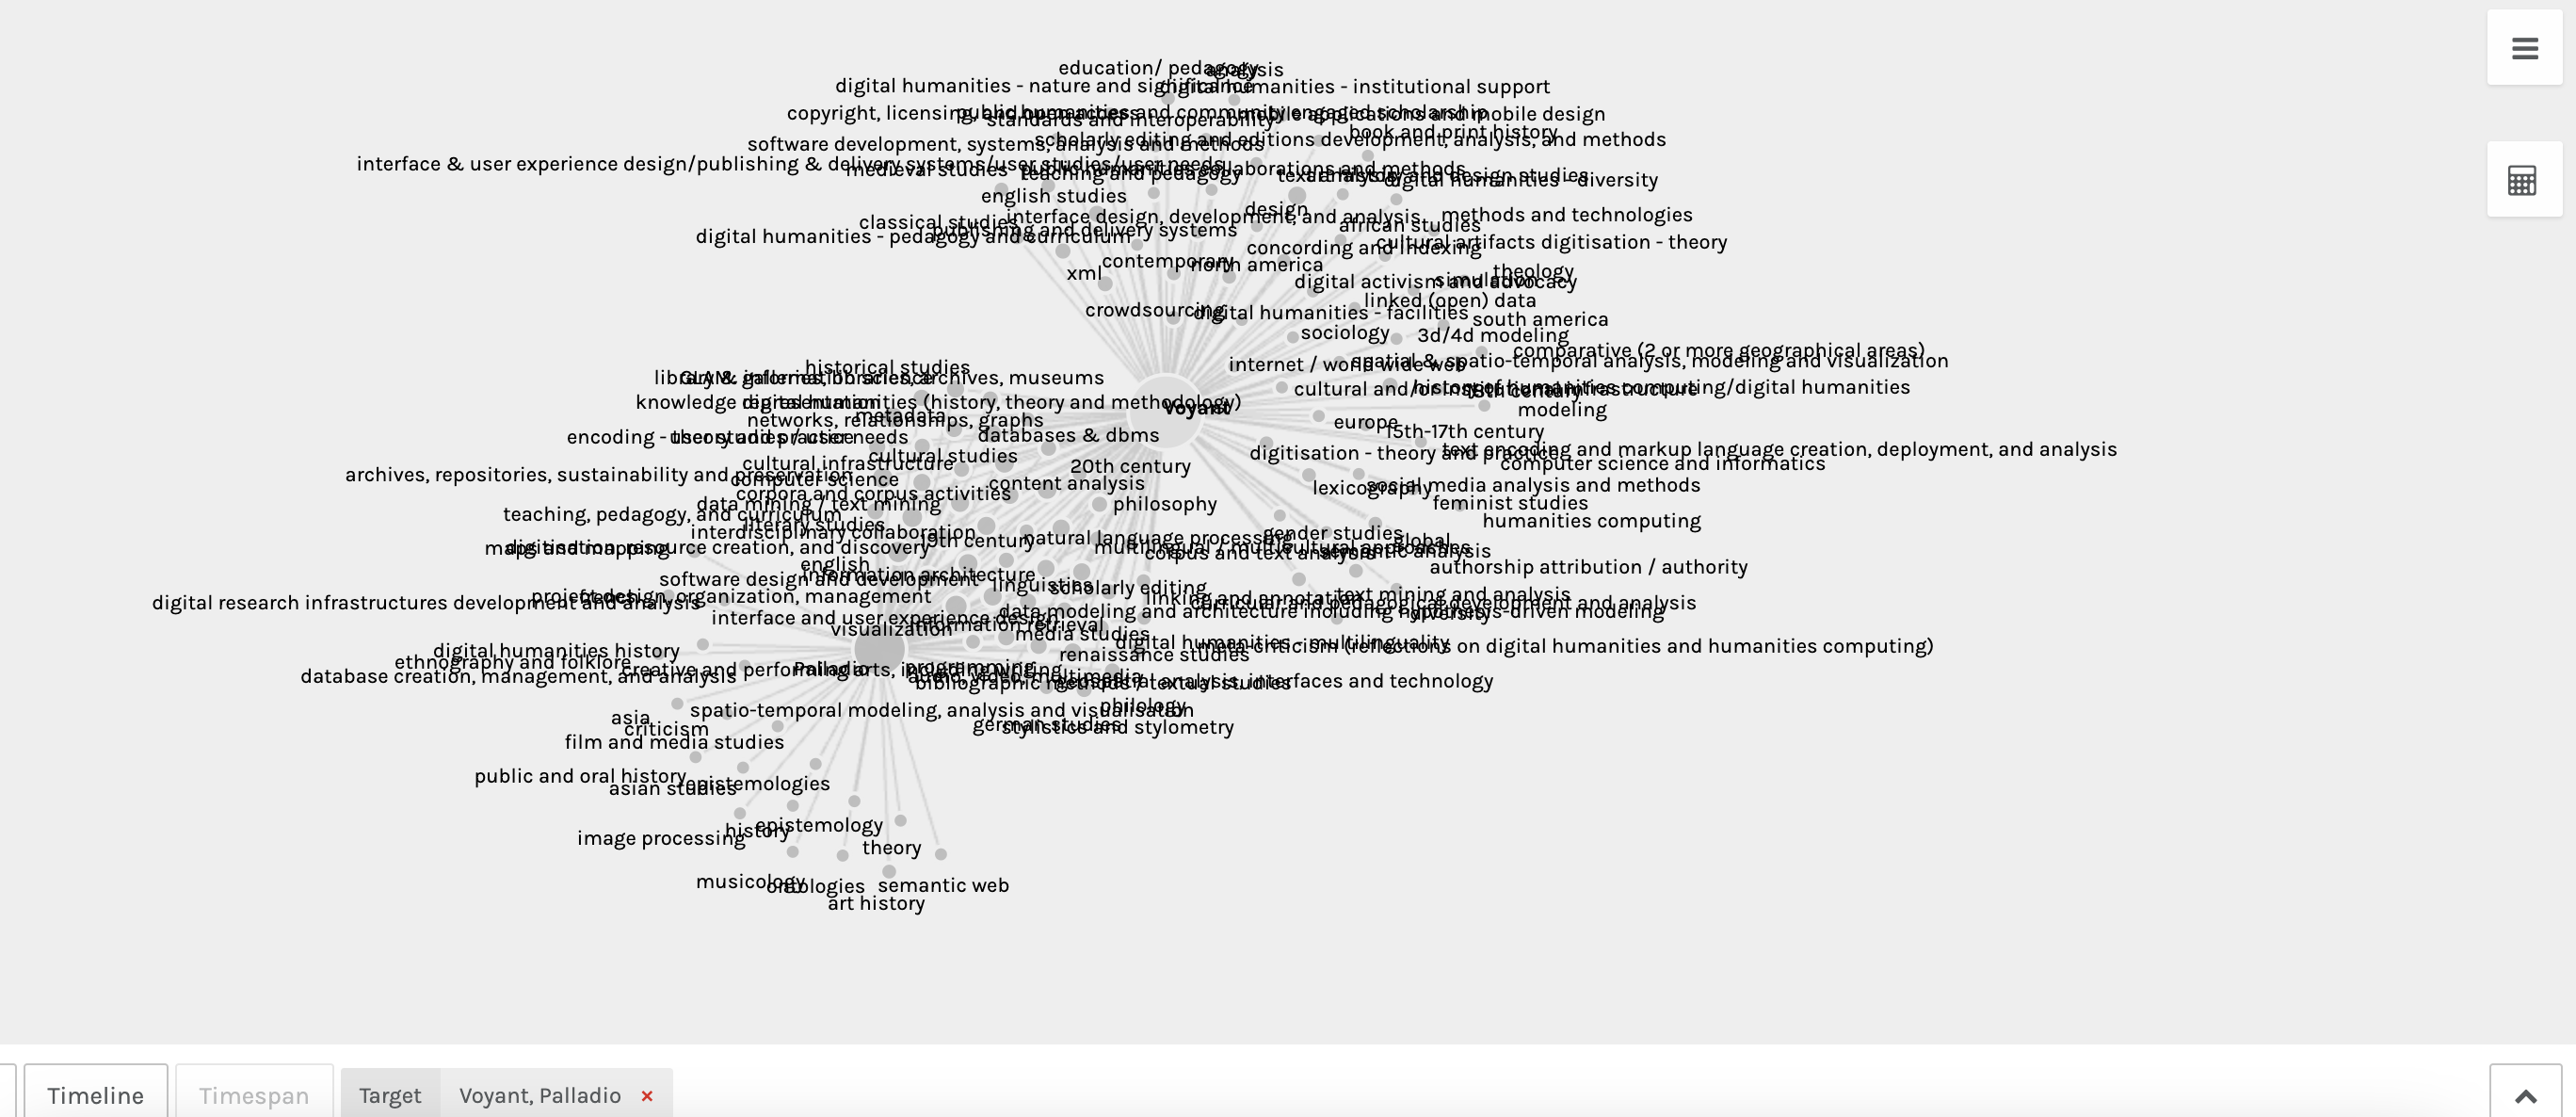 education/ pedagogy
analysis
digital humanities - nature and significance
digital humanities - institutional support
copyright, licensing, and open access
public humanities and community engaged scholarship
mobile applications and mobile design
standards and interoperability
book and print history
scholarly editing and editions development, analysis, and methods
software development, systems, analysis and methods
interface & user experience design/publishing & delivery systems/user studies/user needs
medieval studies
public humanities collaborations and methods
teaching and pedagogy
text analysis
and design studies
digital humanities - diversity
english studies
design
interface design, development, and analysis
methods and technologies
classical studies
african studies
publishing and delivery systems
digital humanities - pedagogy and curriculum
cultural artifacts digitisation - theory
concording and indexing
contemporary
north america
xml
theology
simulation
digital activism and advocacy
linked (open) data
crowdsourcing
digital humanities - facilities
south america
sociology
3d/4d modeling
comparative (2 or more geographical areas)
internet / world wide web
spatial & spatio-temporal analysis, modeling and visualization
historical studies
library & information science
GLAM: galleries, libraries, archives, museums
cultural and/or institutional infrastructure
history of humanities computing/digital humanities
18th century
knowledge representation
digital humanities (history, theory and methodology)
Voyant
modeling
metadata
networks, relationships, graphs
europe
15th-17th century
encoding - theory and practice
user studies / user needs
databases & dbms
digitisation - theory and practice
text encoding and markup language creation, deployment, and analysis
cultural studies
cultural infrastructure
20th century
computer science and informatics
archives, repositories, sustainability and preservation
computer science
content analysis
lexicography
social media analysis and methods
corpora and corpus activities
data mining / text mining
philosophy
feminist studies
teaching, pedagogy, and curriculum
literary studies
humanities computing
interdisciplinary collaboration
gender studies
19th century
natural language processing
global
maps and mapping
digitisation, resource creation, and discovery
multilingual / multicultural approaches
corpus and text analysis
semantic analysis
english
authorship attribution / authority
information architecture
software design and development
linguistics
scholarly editing
project design, organization, management
linking and annotation
text mining and analysis
digital research infrastructures development and analysis
curricular and pedagogical development and analysis
data modeling and architecture including hypothesis-driven modeling
diversity
interface and user experience design
information retrieval
visualization
media studies
digital humanities - multilinguality
meta-criticism (reflections on digital humanities and humanities computing)
digital humanities history
renaissance studies
ethnography and folklore
creative and performing arts, including writing
Palladio
programming
database creation, management, and analysis
audio, video, multimedia
bibliographic methods / textual studies
geospatial analysis, interfaces and technology
philology
spatio-temporal modeling, analysis and visualisation
asia
german studies
stylistics and stylometry
criticism
film and media studies
public and oral history
epistemologies
asian studies
epistemology
history
image processing
theory
musicology
ontologies
semantic web
art history
Timeline
Timespan
Target
Voyant, Palladio ×